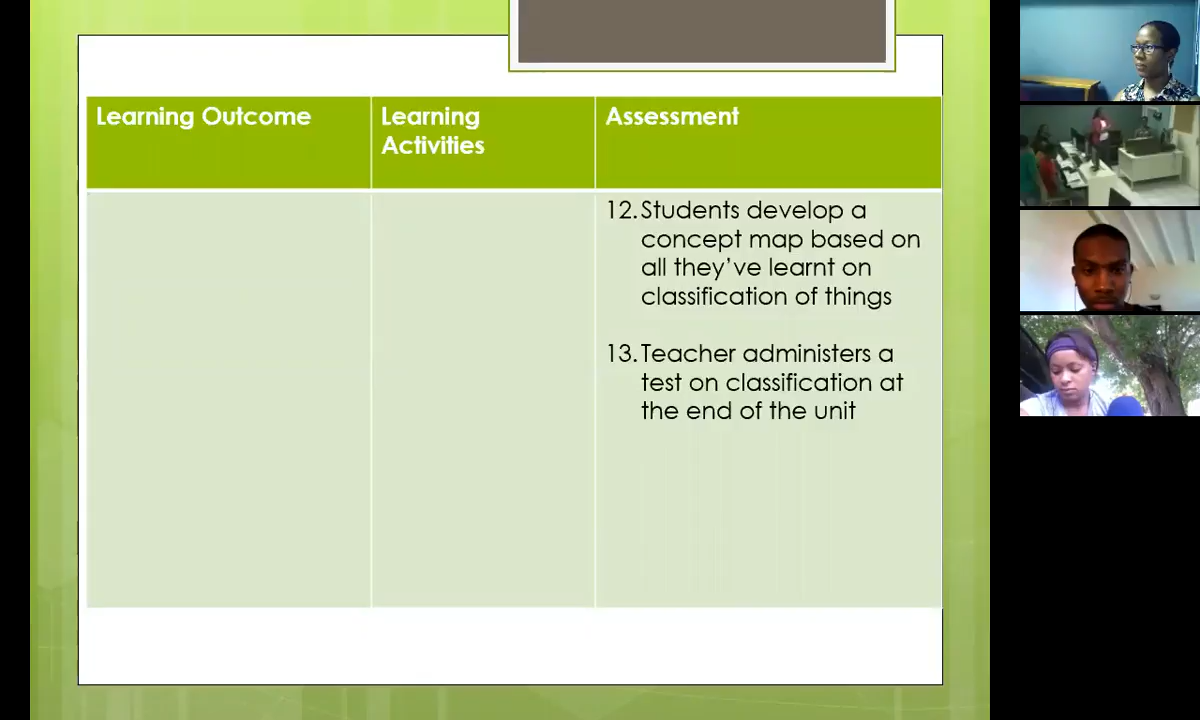 Learning Outcome
Learning
Activities
Assessment
12. Students develop a
concept map based on
all they’ve learnt on
classification of things
13. Teacher administers a
test on classification at
the end of the unit